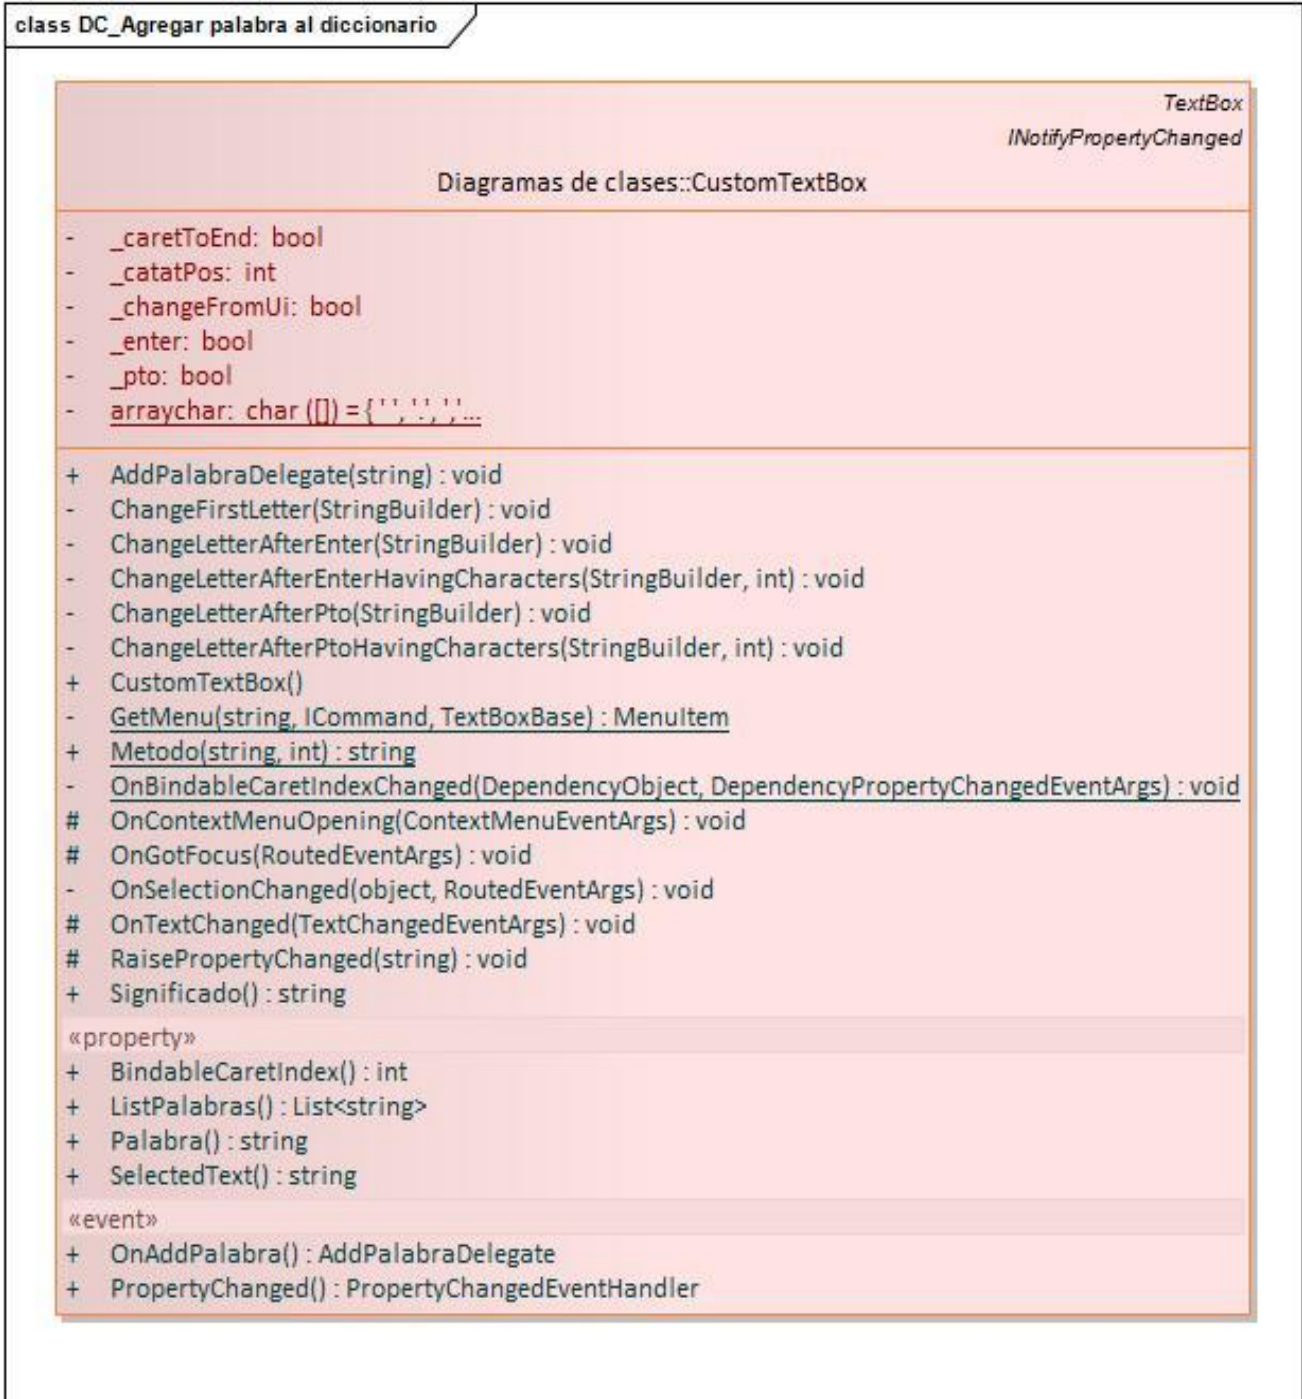 class DC_Agregar palabra al diccionario
TextBox
INotifyPropertyChanged
Diagramas de clases::CustomTextBox
- _caretToEnd: bool
- _catatPos: int
- _changeFromUi: bool
- _enter: bool
- _pto: bool
- arraychar: char ([]) = { ' ', '.', ','...
+ AddPalabraDelegate(string) : void
- ChangeFirstLetter(StringBuilder) : void
- ChangeLetterAfterEnter(StringBuilder) : void
- ChangeLetterAfterEnterHavingCharacters(StringBuilder, int) : void
- ChangeLetterAfterPto(StringBuilder) : void
- ChangeLetterAfterPtoHavingCharacters(StringBuilder, int) : void
+ CustomTextBox()
- GetMenu(string, ICommand, TextBoxBase) : MenuItem
+ Metodo(string, int) : string
- OnBindableCaretIndexChanged(DependencyObject, DependencyPropertyChangedEventArgs) : void
# OnContextMenuOpening(ContextMenuEventArgs) : void
# OnGotFocus(RoutedEventArgs) : void
- OnSelectionChanged(object, RoutedEventArgs) : void
# OnTextChanged(TextChangedEventArgs) : void
# RaisePropertyChanged(string) : void
+ Significado() : string
«property»
+ BindableCaretIndex() : int
+ ListPalabras() : List<string>
+ Palabra() : string
+ SelectedText() : string
«event»
+ OnAddPalabra() : AddPalabraDelegate
+ PropertyChanged() : PropertyChangedEventHandler